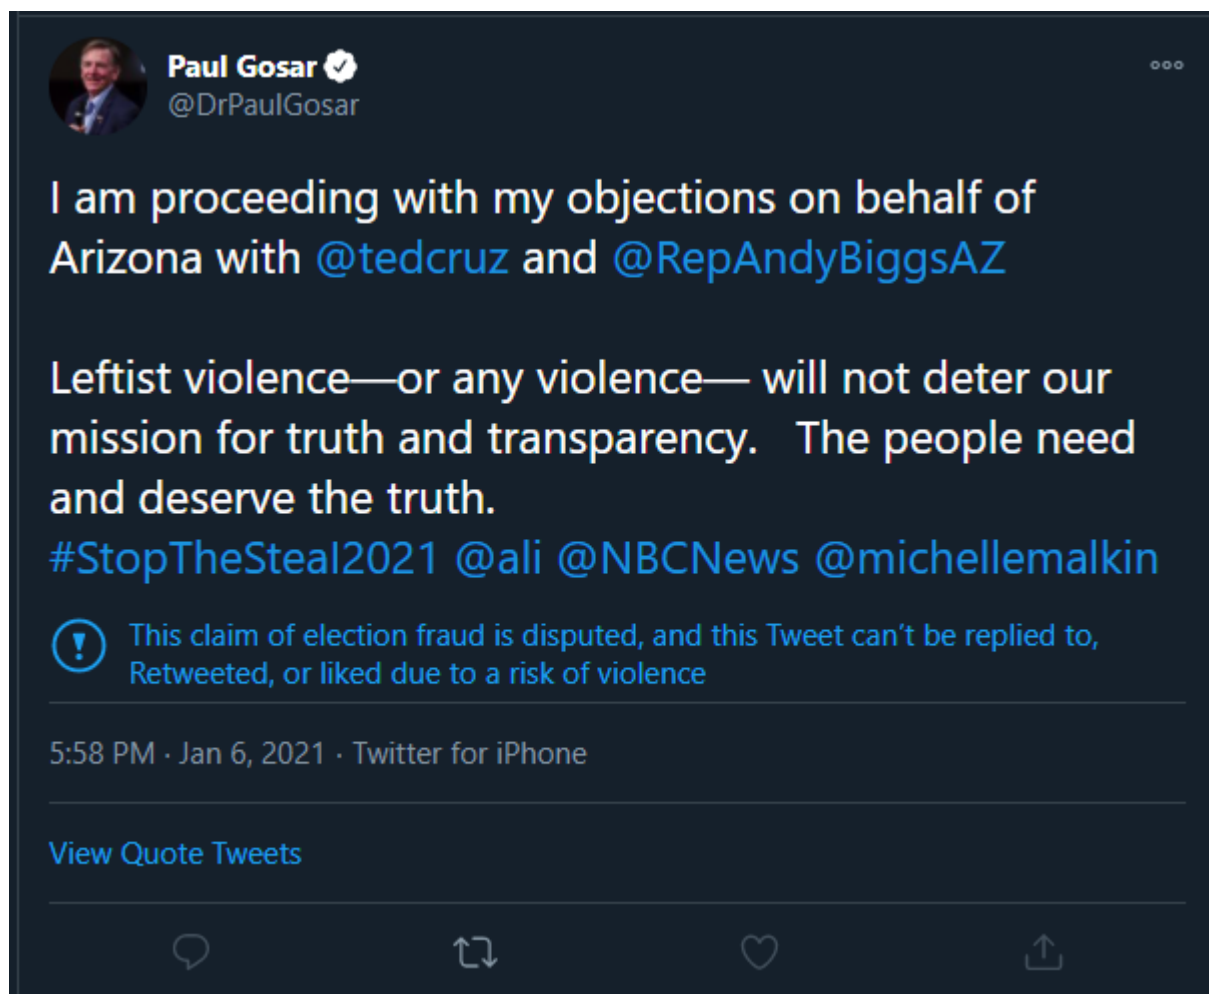 Paul Gosar
@DrPaulGosar
I am proceeding with my objections on behalf of
Arizona with @tedcruz and @RepAndyBiggsAZ
Leftist violence—or any violence— will not deter our
mission for truth and transparency.   The people need
and deserve the truth.
#StopTheSteal2021 @ali @NBCNews @michellemalkin
This claim of election fraud is disputed, and this Tweet can't be replied to,
Retweeted, or liked due to a risk of violence
5:58 PM · Jan 6, 2021 · Twitter for iPhone
View Quote Tweets